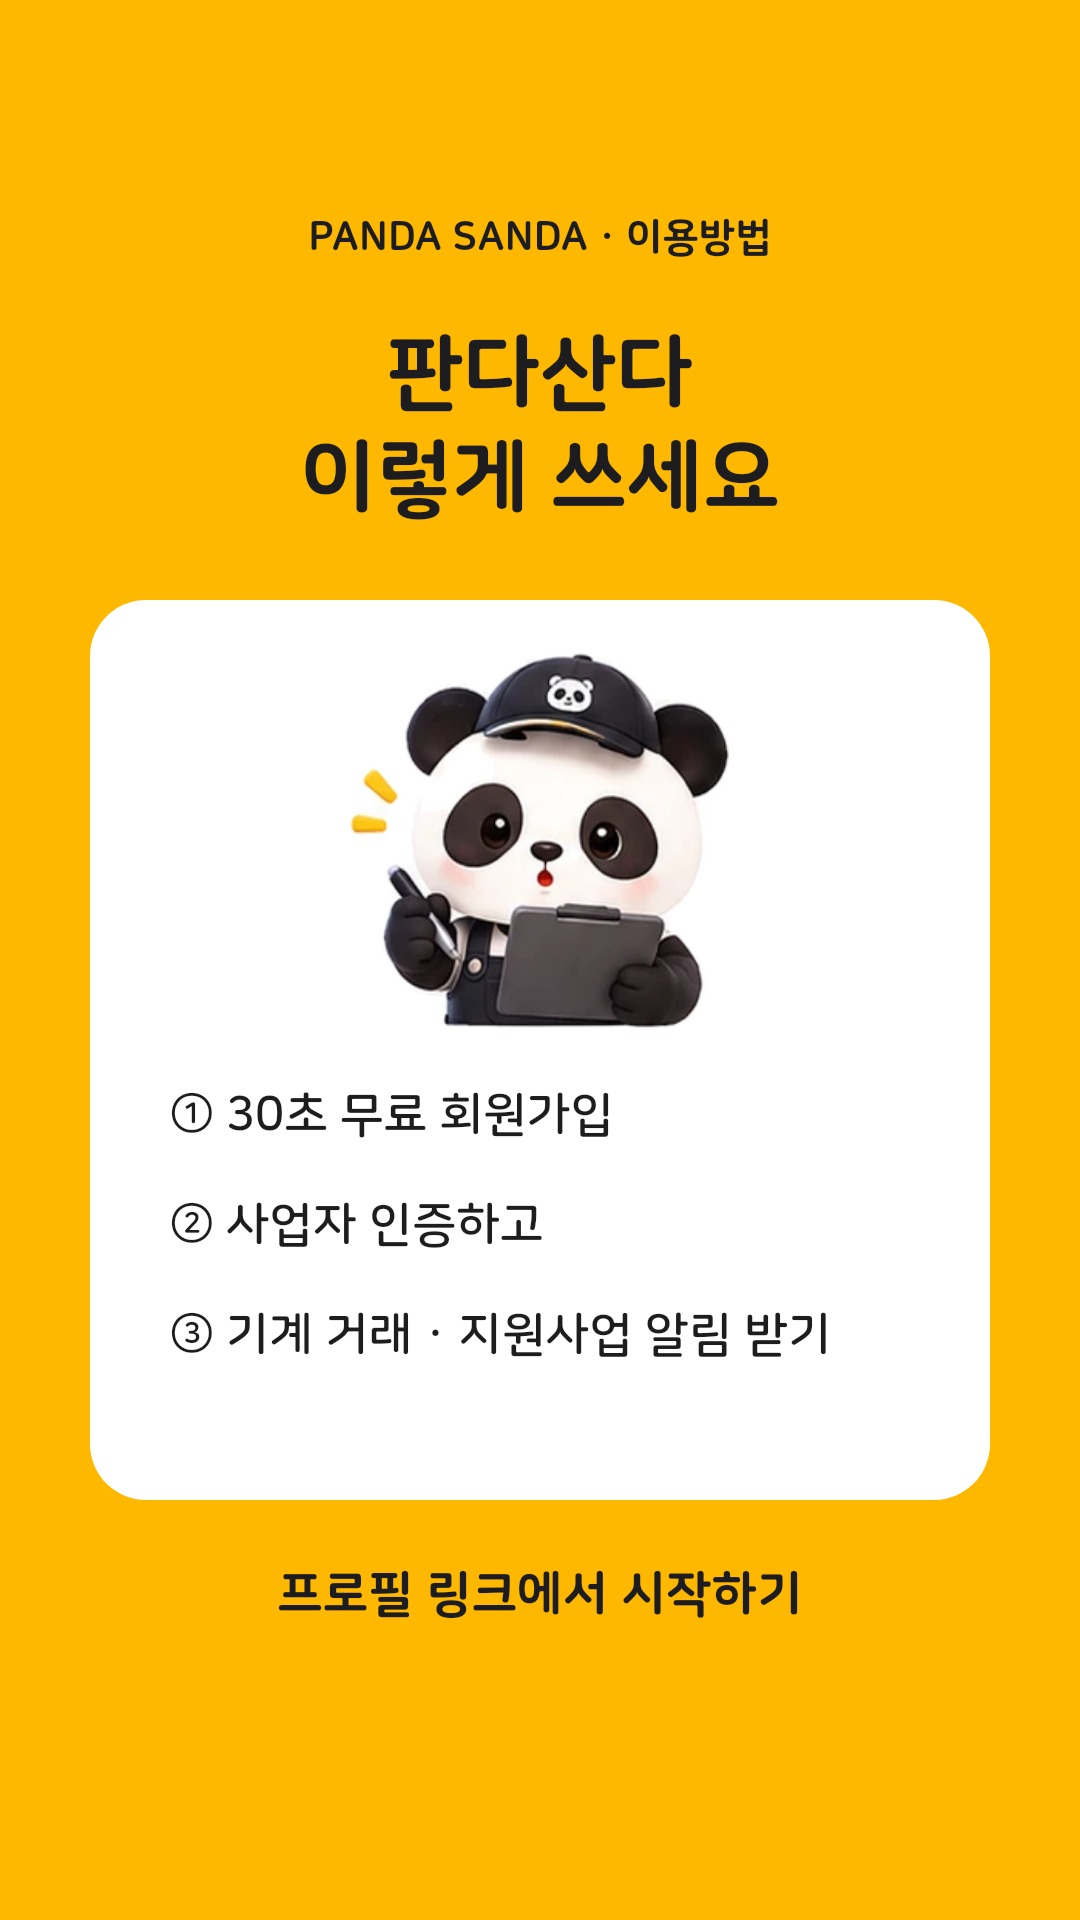 PANDA SANDA · 이용방법
판다산다
이렇게 쓰세요
① 30초 무료 회원가입
② 사업자 인증하고
③ 기계 거래 · 지원사업 알림 받기
프로필 링크에서 시작하기